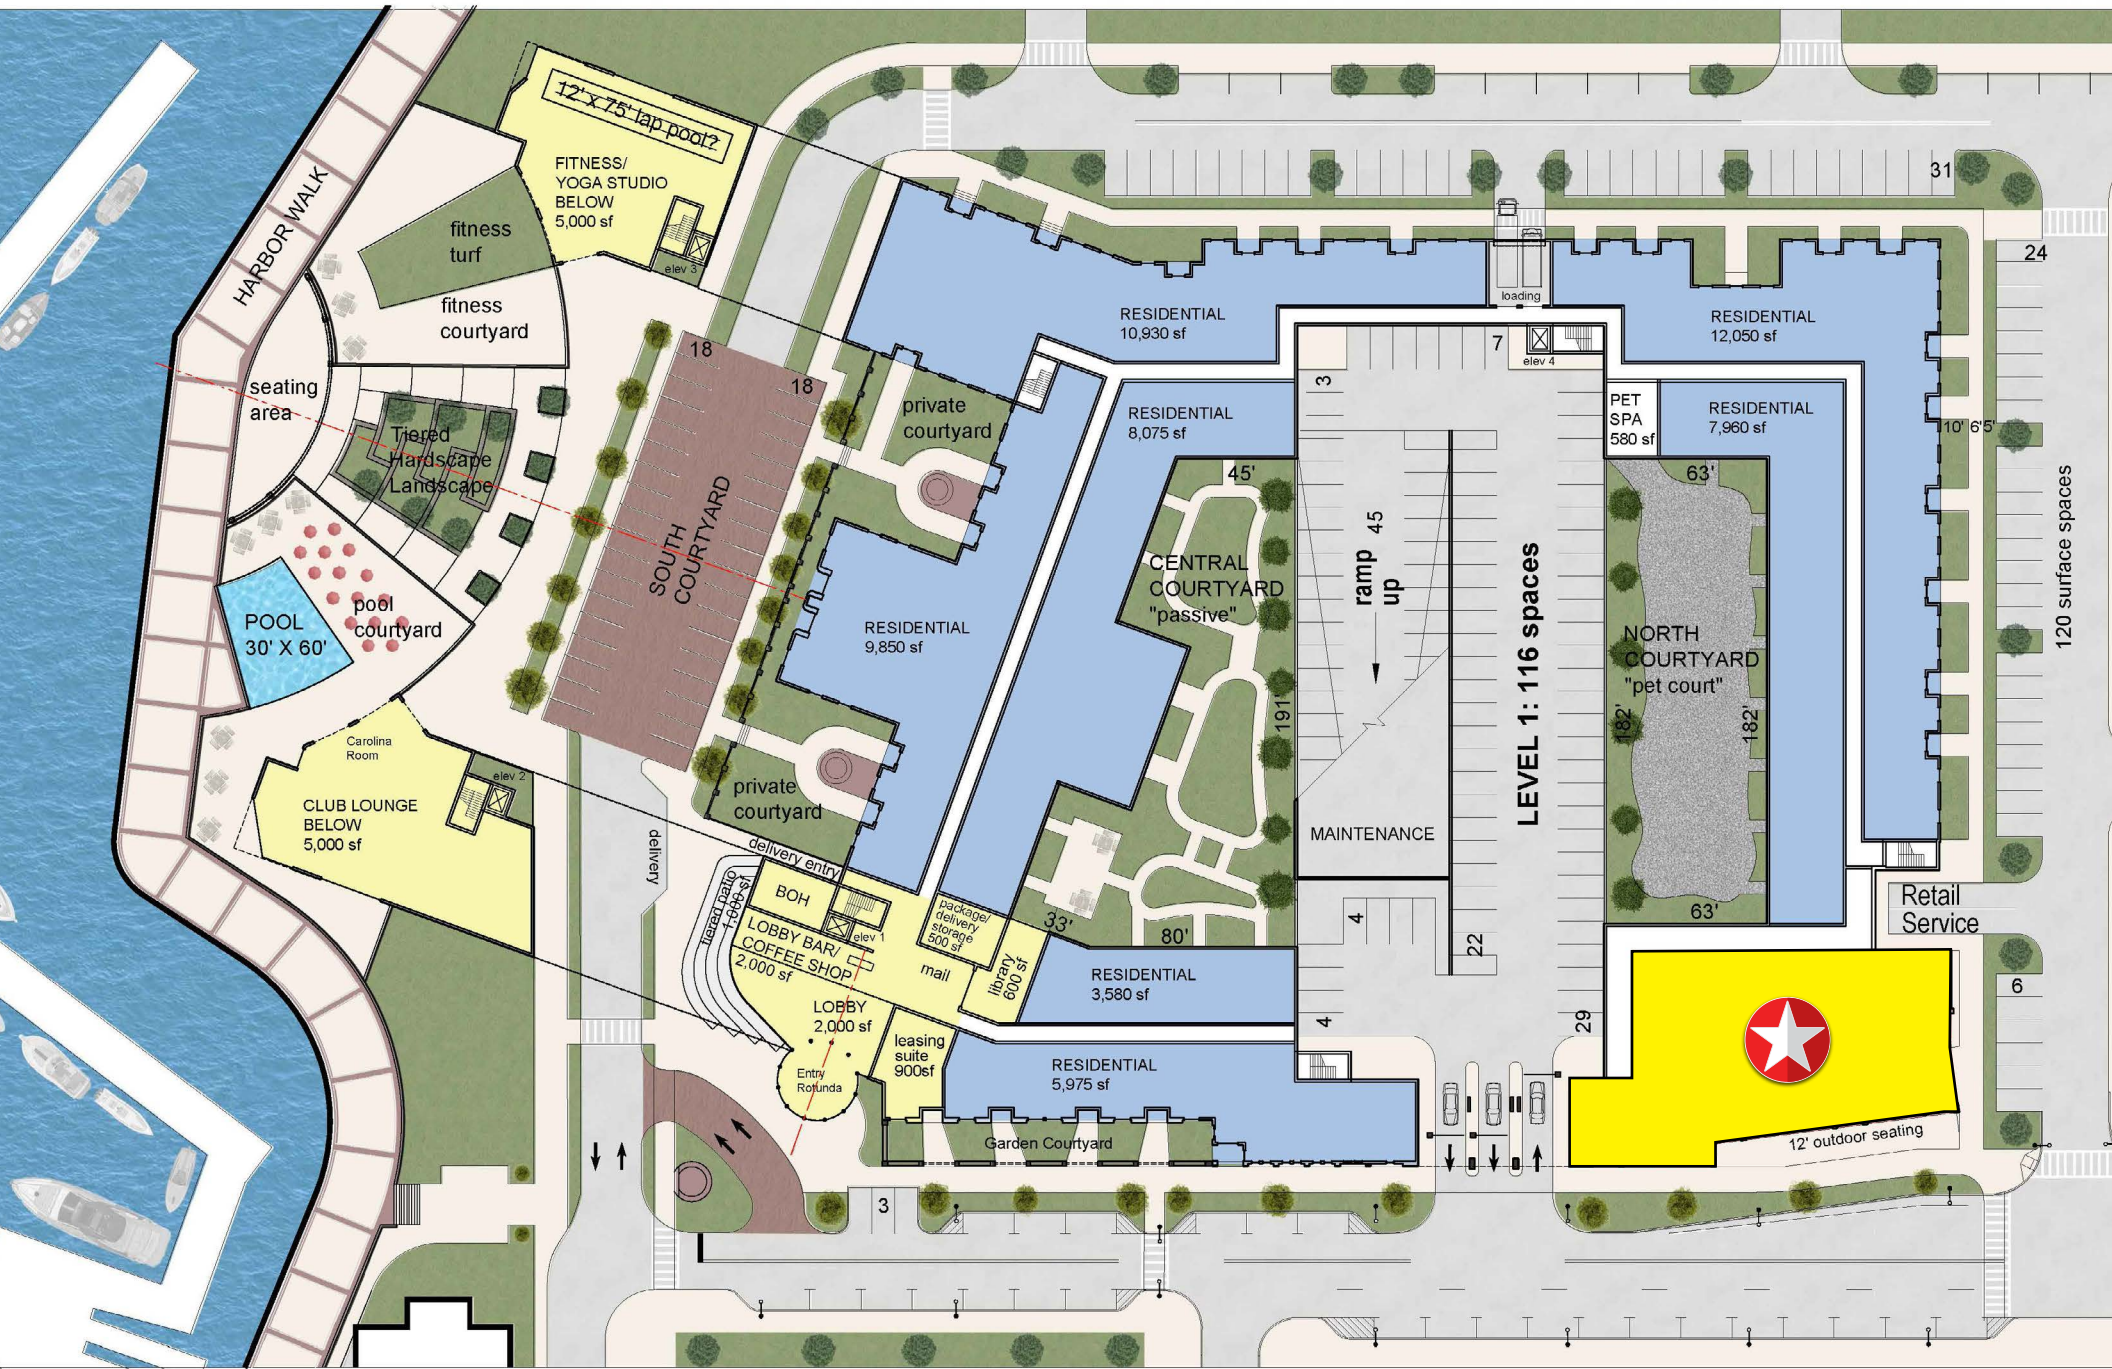 12' x 75' lap pool?
FITNESS/
YOGA STUDIO
BELOW
5,000 sf
elev 3
HARBOR WALK
fitness
turf
fitness
courtyard
seating
area
Tiered
Hardscape
Landscape
POOL
30' X 60'
pool
courtyard
Carolina
Room
elev 2
CLUB LOUNGE
BELOW
5,000 sf
18
18
SOUTH
COURTYARD
private
courtyard
private
courtyard
delivery
delivery entry
tiered patio
1,000 sf
BOH
elev 1
LOBBY BAR/
COFFEE SHOP
2,000 sf
package/
delivery
storage
500 sf
mail
library
600 sf
LOBBY
2,000 sf
Entry
Rotunda
leasing
suite
900sf
RESIDENTIAL
10,930 sf
RESIDENTIAL
8,075 sf
RESIDENTIAL
9,850 sf
RESIDENTIAL
3,580 sf
RESIDENTIAL
5,975 sf
Garden Courtyard
3
45'
CENTRAL
COURTYARD
"passive"
191'
33'
80'
loading
7
elev 4
3
45
ramp
up
LEVEL 1: 116 spaces
MAINTENANCE
4
22
4
29
RESIDENTIAL
12,050 sf
PET
SPA
580 sf
RESIDENTIAL
7,960 sf
63'
NORTH
COURTYARD
"pet court"
182'
182'
63'
31
24
10' 6'5'
120 surface spaces
Retail
Service
6
12' outdoor seating